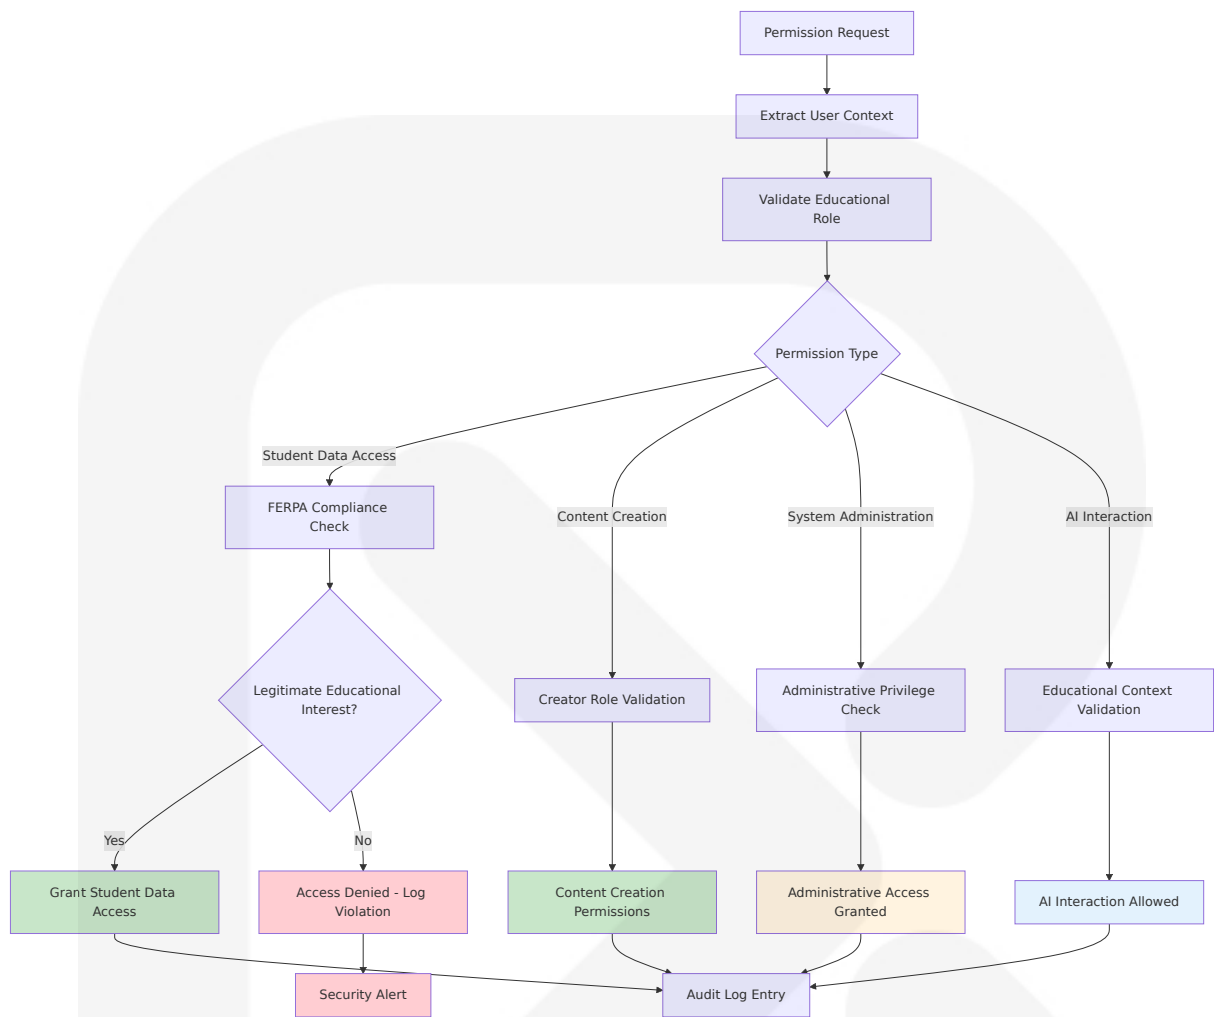 Permission Request
Extract User Context
Validate Educational
Role
Permission Type
Student Data Access
FERPA Compliance
Check
Content Creation
System Administration
AI Interaction
Legitimate Educational
Interest?
Creator Role Validation
Administrative Privilege
Check
Educational Context
Validation
Yes
No
Grant Student Data
Access
Access Denied - Log
Violation
Content Creation
Permissions
Administrative Access
Granted
AI Interaction Allowed
Security Alert
Audit Log Entry